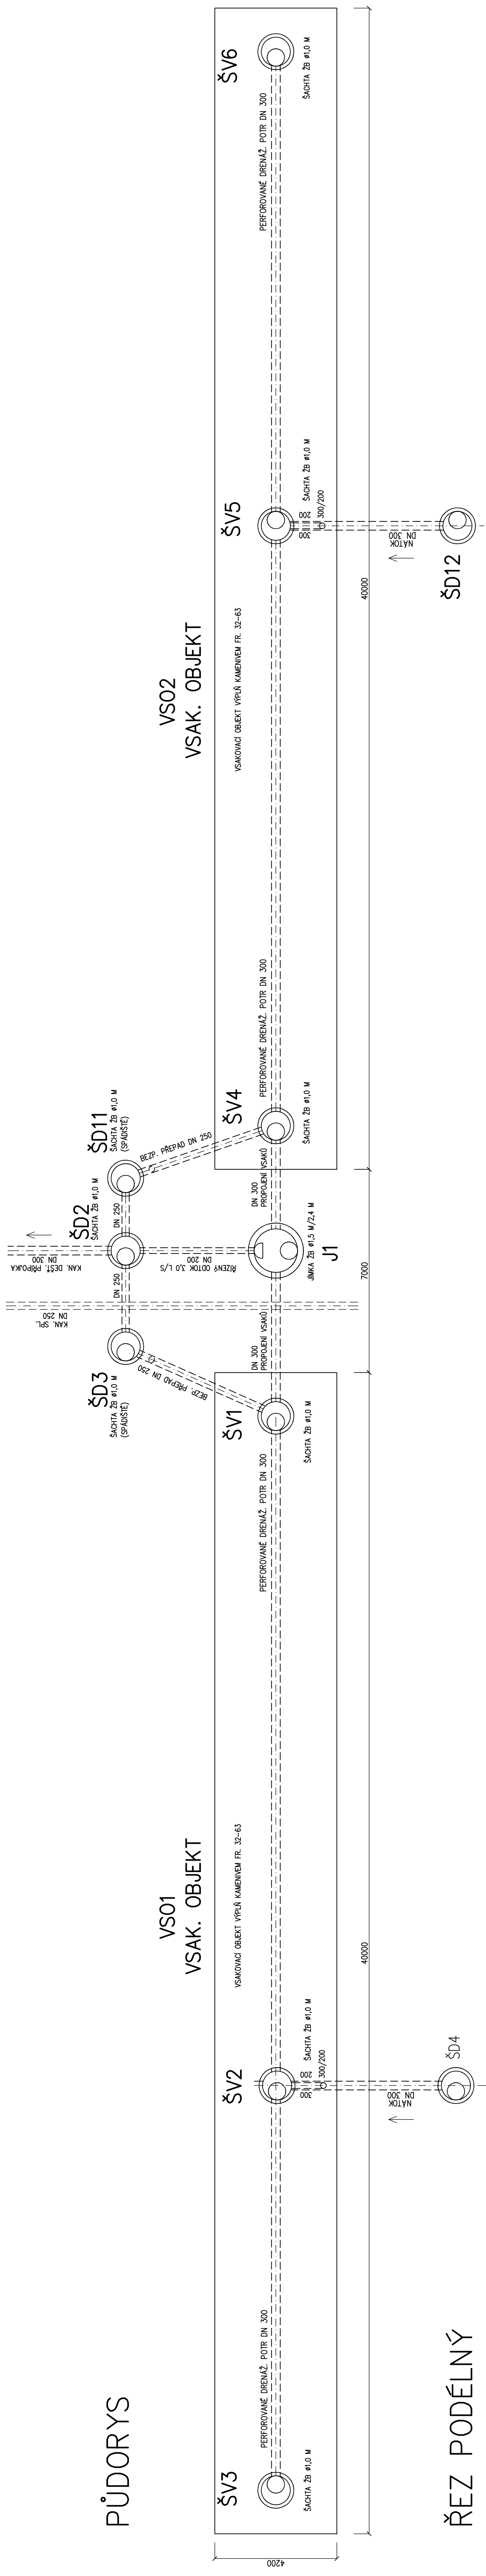 PŮDORYS
ŘEZ PODÉLNÝ
4200
ŠV3
ŠACHTA ŽB ø1,0 M
PERFOROVANÉ DRENÁŽ. POTR DN 300
ŠV2
ŠACHTA ŽB ø1,0 M
300
200
300/200
NÁTOK
DN 300
ŠD4
VSO1
VSAK. OBJEKT
VSAKOVACÍ OBJEKT VÝPLŇ KAMENIVEM FR. 32-63
40000
PERFOROVANÉ DRENÁŽ. POTR DN 300
ŠV1
ŠACHTA ŽB ø1,0 M
ŠD3
ŠACHTA ŽB ø1,0 M
(SPÁDIŠTĚ)
BEZP. PŘEPAD DN 250
DN 300
PROPOJENÍ VSAKŮ
KAN. SPL.
DN 250
DN 250
7000
KAN. DEŠŤ. PŘÍPOJKA
DN 300
ŠD2
ŠACHTA ŽB ø1,0 M
DN 250
ŘÍZENÝ ODTOK 3,0 L/S
DN 200
J1
JÍMKA ŽB ø1,5 M/2,4 M
DN 300
PROPOJENÍ VSAKŮ
ŠD11
ŠACHTA ŽB ø1,0 M
(SPÁDIŠTĚ)
BEZP. PŘEPAD DN 250
ŠV4
ŠACHTA ŽB ø1,0 M
PERFOROVANÉ DRENÁŽ. POTR DN 300
VSO2
VSAK. OBJEKT
VSAKOVACÍ OBJEKT VÝPLŇ KAMENIVEM FR. 32-63
40000
ŠV5
ŠACHTA ŽB ø1,0 M
300
200
300/200
NÁTOK
DN 300
ŠD12
PERFOROVANÉ DRENÁŽ. POTR DN 300
ŠV6
ŠACHTA ŽB ø1,0 M